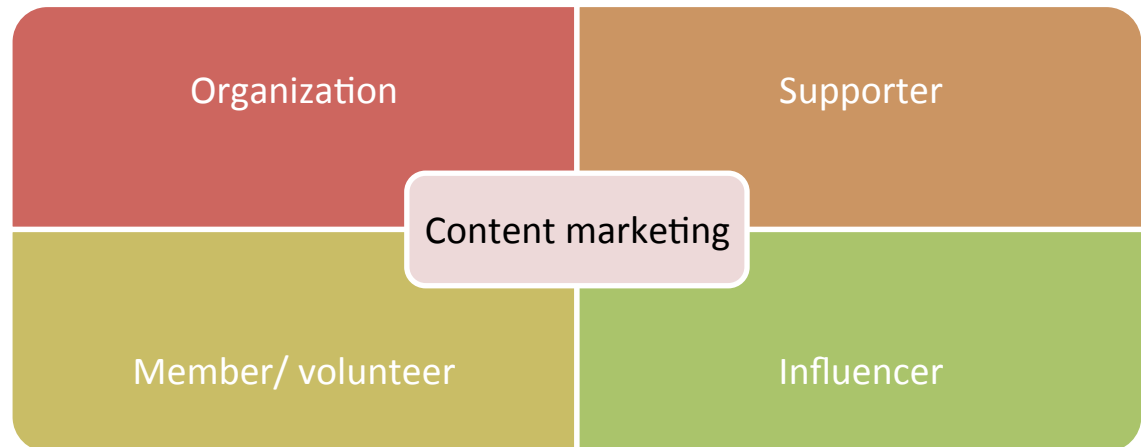 Organization
Supporter
Content marketing
Member/ volunteer
Influencer